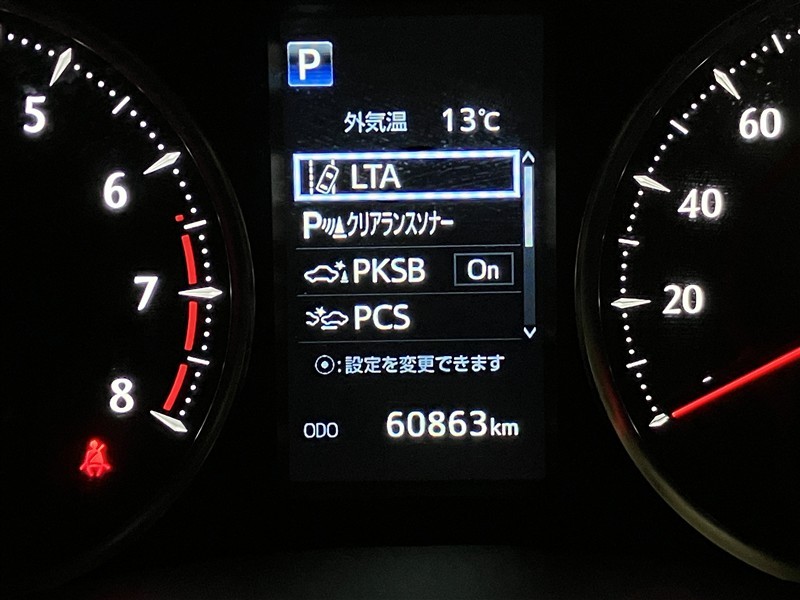 P
外気温 13℃
LTA
P クリアランスソナー
PKSB On
PCS
:設定を変更できます
ODO 60863km
5
6
7
8
60
40
20